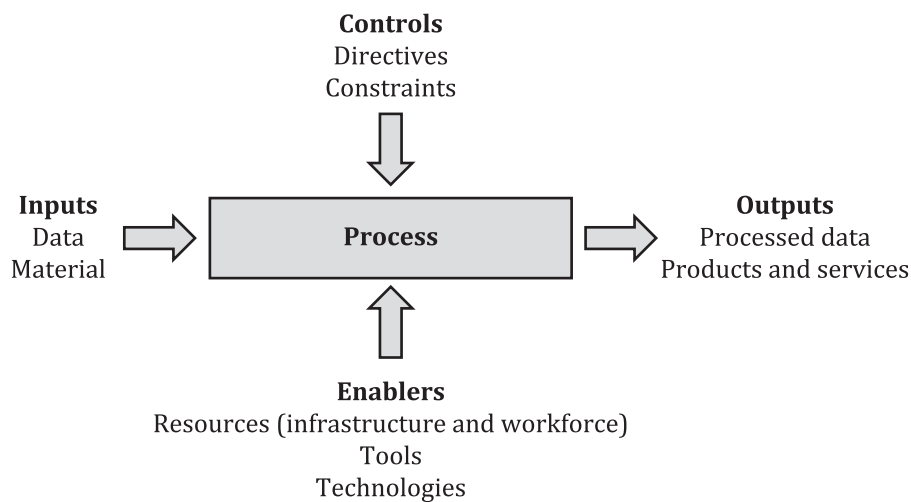 Controls
Directives
Constraints
Inputs
Data
Material
Process
Outputs
Processed data
Products and services
Enablers
Resources (infrastructure and workforce)
Tools
Technologies